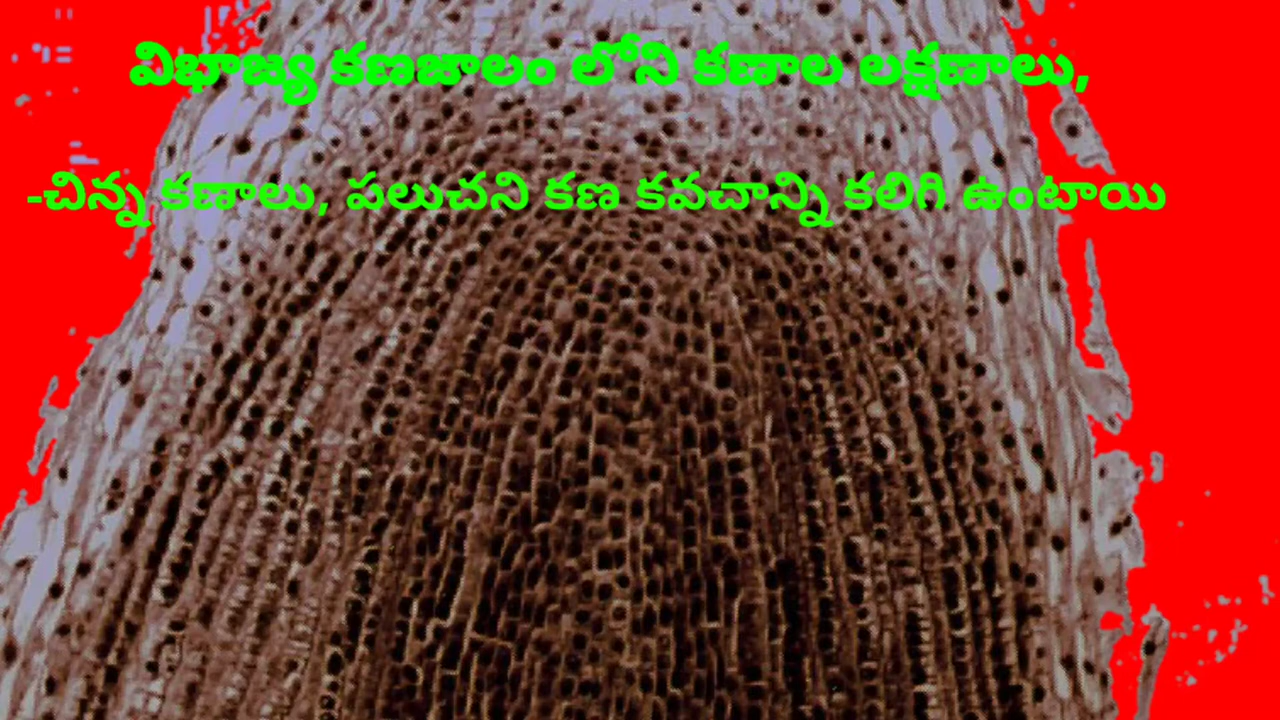 విభాజ్య కణజాలం లోని కణాల లక్షణాలు,
-చిన్న కణాలు, పలుచని కణ కవచాన్ని కలిగి ఉంటాయి